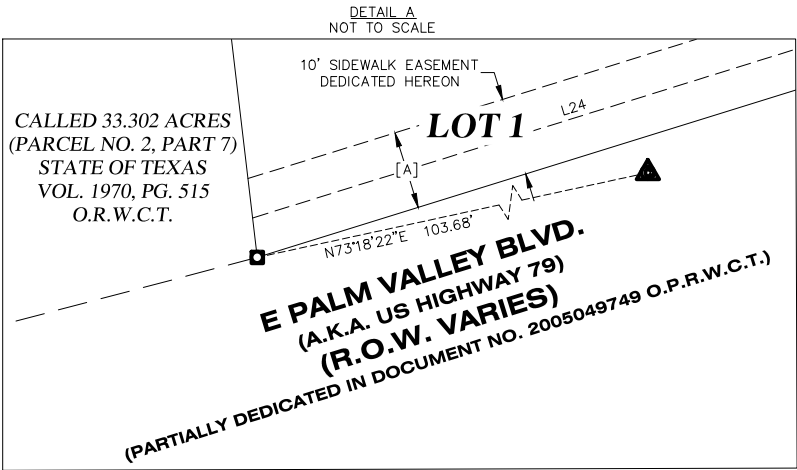 DETAIL A
NOT TO SCALE
10' SIDEWALK EASEMENT
DEDICATED HEREON
CALLED 33.302 ACRES
(PARCEL NO. 2, PART 7)
STATE OF TEXAS
VOL. 1970, PG. 515
O.R.W.C.T.
LOT 1
L24
[A]
N73°18'22"E 103.68'
E PALM VALLEY BLVD.
(A.K.A. US HIGHWAY 79)
(R.O.W. VARIES)
(PARTIALLY DEDICATED IN DOCUMENT NO. 2005049749 O.P.R.W.C.T.)